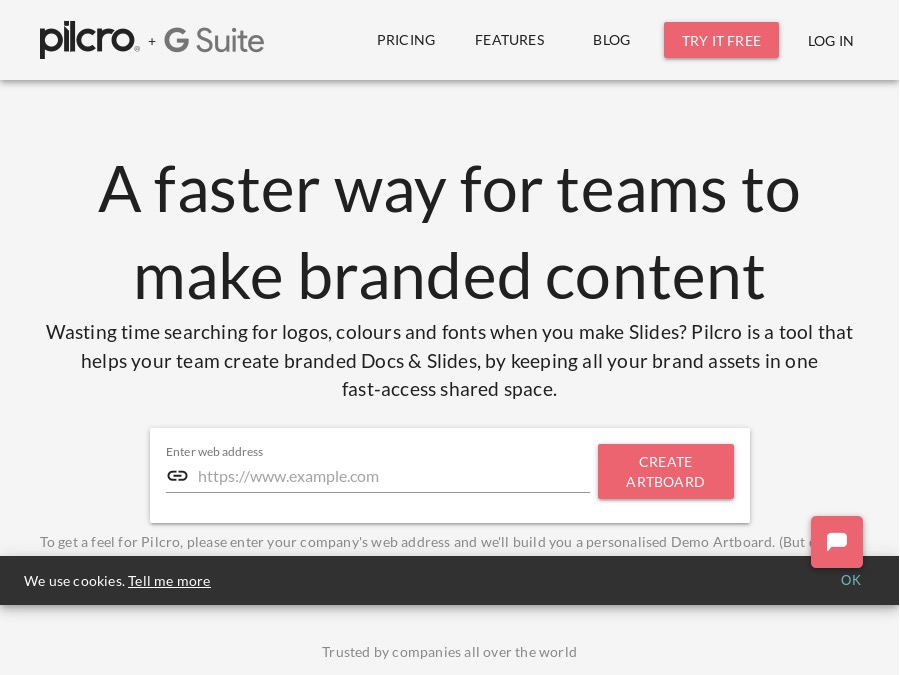 pilcro® + G Suite
PRICING FEATURES BLOG TRY IT FREE LOG IN
A faster way for teams to
make branded content
Wasting time searching for logos, colours and fonts when you make Slides? Pilcro is a tool that
helps your team create branded Docs & Slides, by keeping all your brand assets in one
fast-access shared space.
Enter web address
https://www.example.com
CREATE
ARTBOARD
To get a feel for Pilcro, please enter your company's web address and we'll build you a personalised Demo Artboard. (But
We use cookies. Tell me more OK
Trusted by companies all over the world